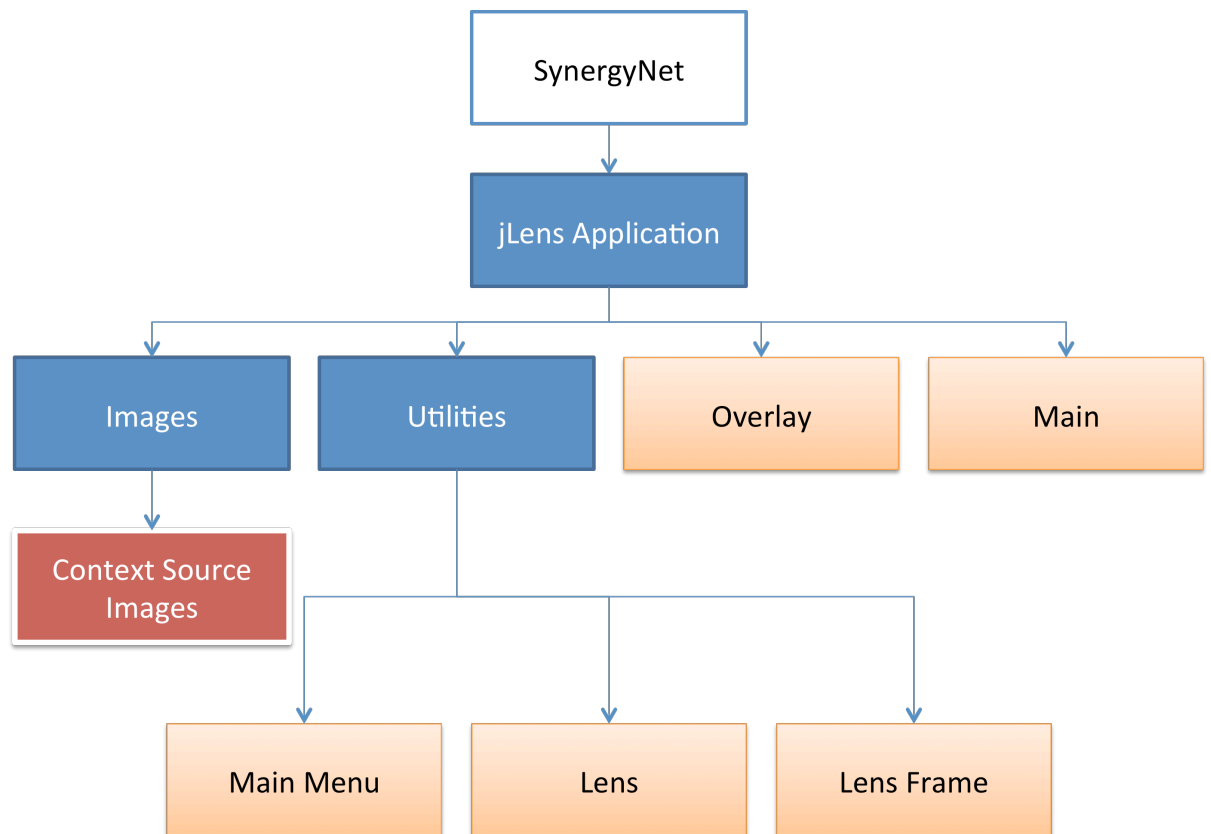 SynergyNet
jLens Application
Images
Utilities
Overlay
Main
Context Source
Images
Main Menu
Lens
Lens Frame